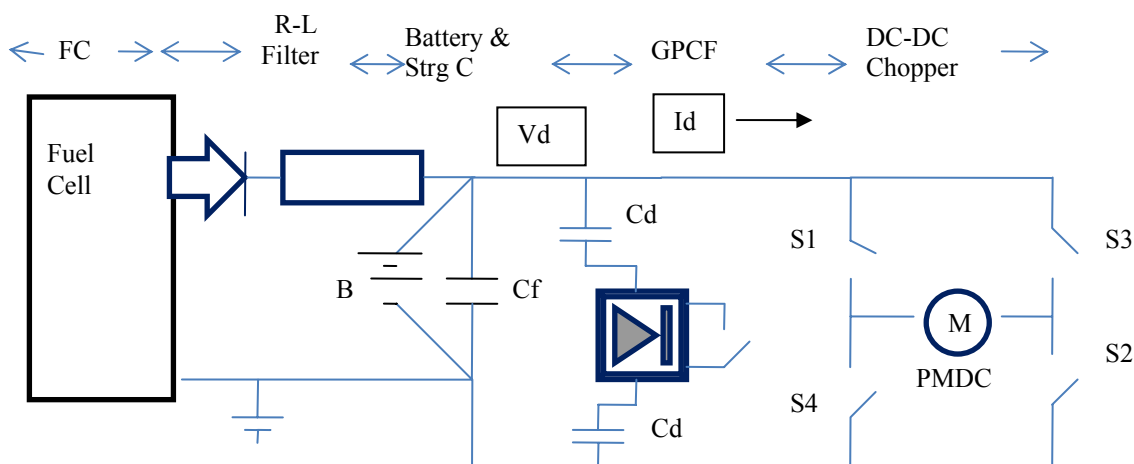 FC
R-L
Filter
Battery &
Strg C
GPCF
DC-DC
Chopper
Vd
Id
Fuel
Cell
Cd
S1
S3
B
Cf
M
PMDC
S2
S4
Cd